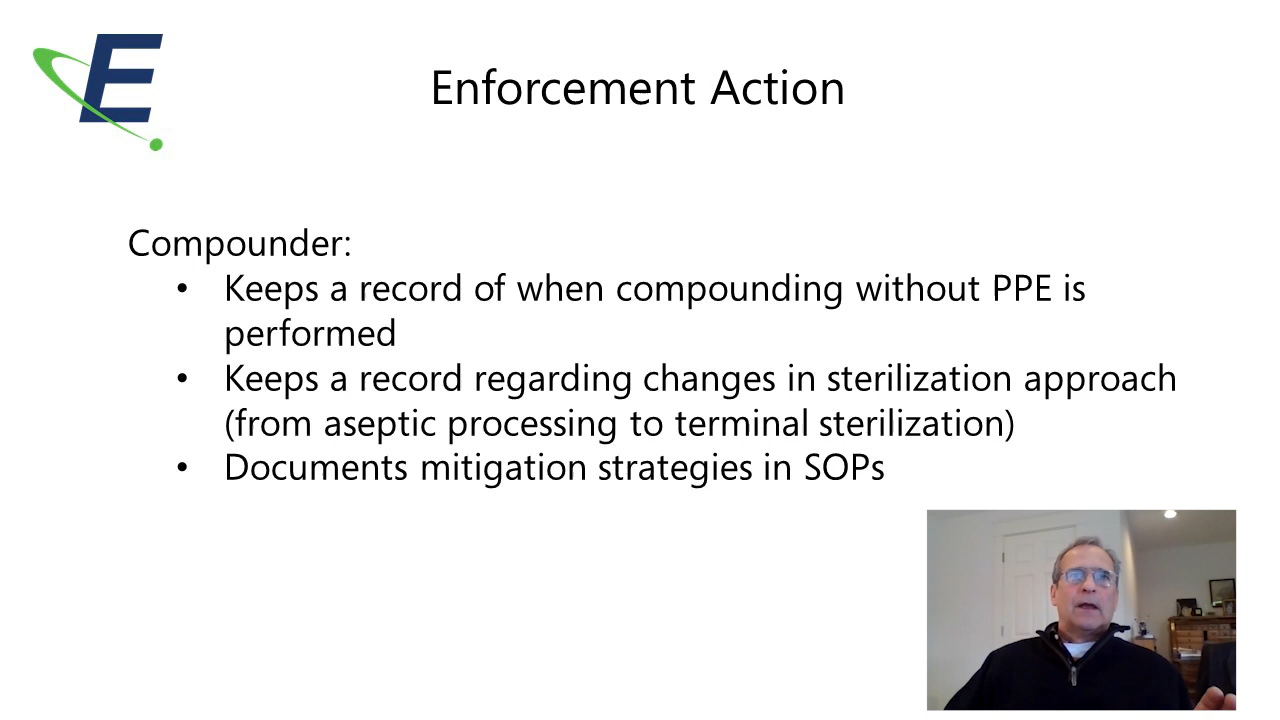 E
Enforcement Action
Compounder:
• Keeps a record of when compounding without PPE is
performed
• Keeps a record regarding changes in sterilization approach
(from aseptic processing to terminal sterilization)
• Documents mitigation strategies in SOPs